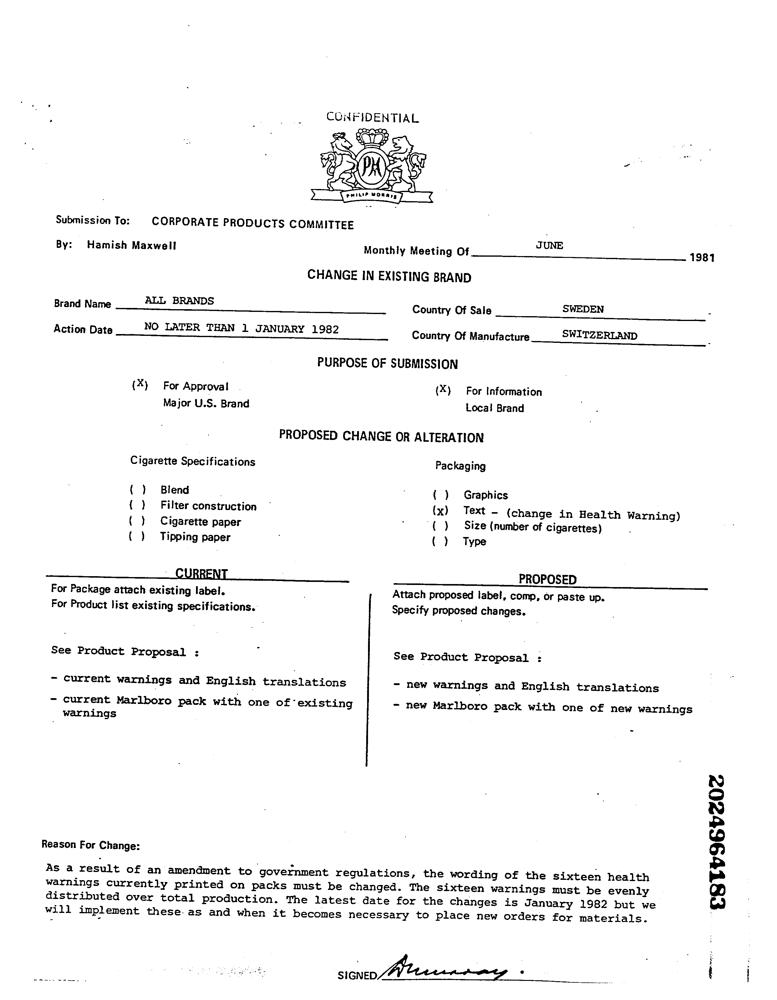 CONFIDENTIAL
PM
PHILIP MORRIS
Submission To: CORPORATE PRODUCTS COMMITTEE
By: Hamish Maxwell
Monthly Meeting Of JUNE 1981
CHANGE IN EXISTING BRAND
Brand Name ALL BRANDS
Country Of Sale SWEDEN
Action Date NO LATER THAN 1 JANUARY 1982
Country Of Manufacture SWITZERLAND
PURPOSE OF SUBMISSION
(X) For Approval
Major U.S. Brand
(X) For Information
Local Brand
PROPOSED CHANGE OR ALTERATION
Cigarette Specifications
( ) Blend
( ) Filter construction
( ) Cigarette paper
( ) Tipping paper
Packaging
( ) Graphics
(x) Text - (change in Health Warning)
( ) Size (number of cigarettes)
( ) Type
CURRENT
For Package attach existing label.
For Product list existing specifications.
See Product Proposal :
- current warnings and English translations
- current Marlboro pack with one of existing
warnings
PROPOSED
Attach proposed label, comp, or paste up.
Specify proposed changes.
See Product Proposal :
- new warnings and English translations
- new Marlboro pack with one of new warnings
2024964183
Reason For Change:
As a result of an amendment to government regulations, the wording of the sixteen health
warnings currently printed on packs must be changed. The sixteen warnings must be evenly
distributed over total production. The latest date for the changes is January 1982 but we
will implement these as and when it becomes necessary to place new orders for materials.
SIGNED